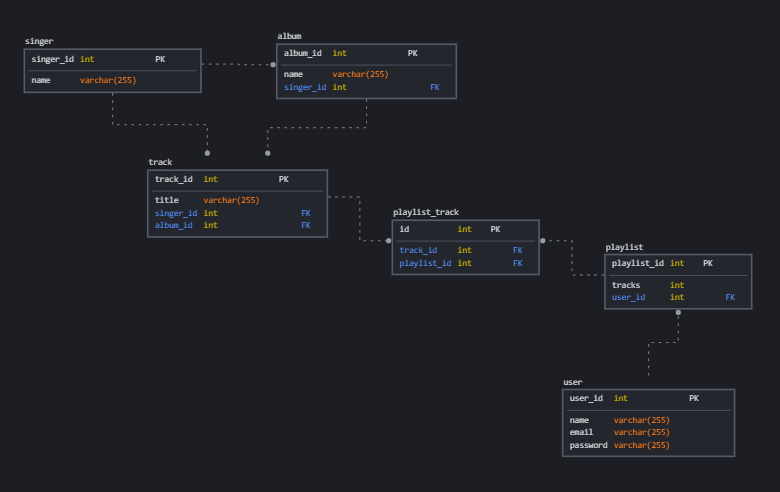 singer
singer_id int PK
name varchar(255)
album
album_id int PK
name varchar(255)
singer_id int FK
track
track_id int PK
title varchar(255)
singer_id int FK
album_id int FK
playlist_track
id int PK
track_id int FK
playlist_id int FK
playlist
playlist_id int PK
tracks int
user_id int FK
user
user_id int PK
name varchar(255)
email varchar(255)
password varchar(255)